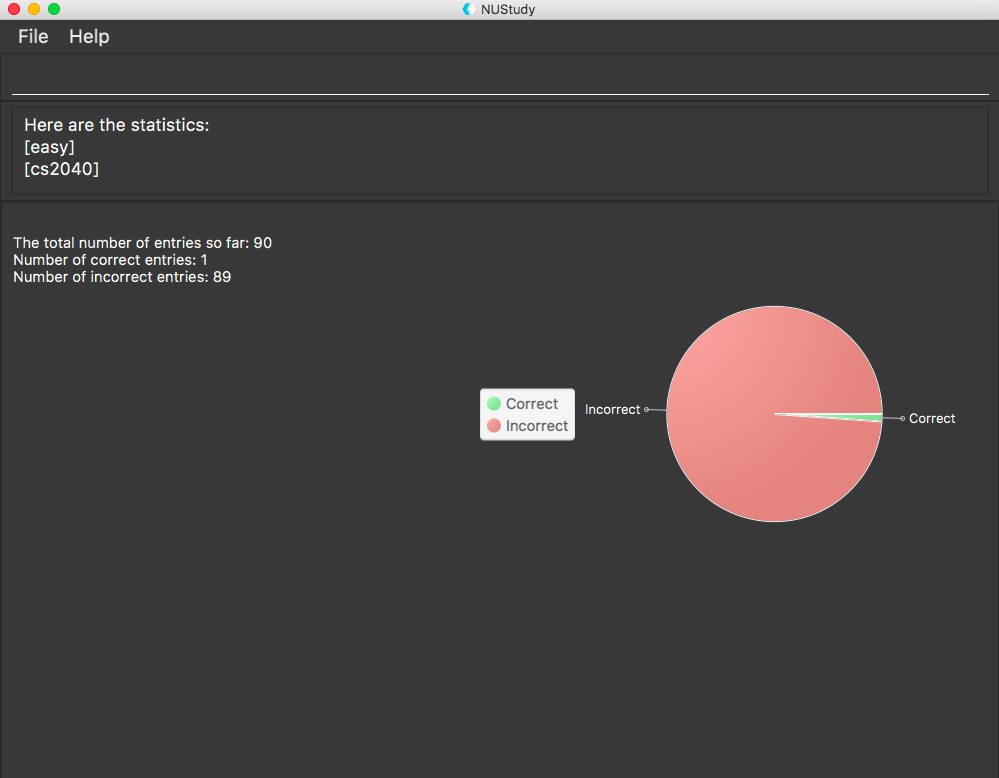 NUStudy
File Help
Here are the statistics:
[easy]
[cs2040]
The total number of entries so far: 90
Number of correct entries: 1
Number of incorrect entries: 89
Correct
Incorrect
Incorrect
Correct